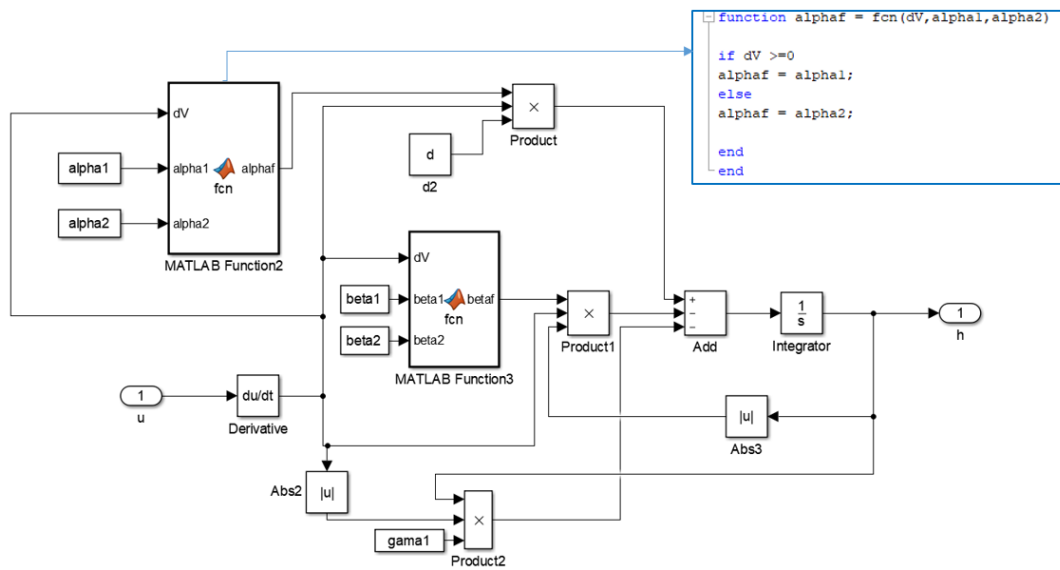 function alphaf = fcn(dV,alpha1,alpha2)
if dV >=0
alphaf = alpha1;
else
alphaf = alpha2;
end
end
dV
alpha1
alpha1
alphaf
fcn
alpha2
alpha2
MATLAB Function2
×
Product
d
d2
dV
beta1
beta1
betaf
fcn
beta2
beta2
MATLAB Function3
×
Product1
+
−
−
Add
1
s
Integrator
1
h
1
u
du/dt
Derivative
|u|
Abs3
|u|
Abs2
gama1
×
Product2